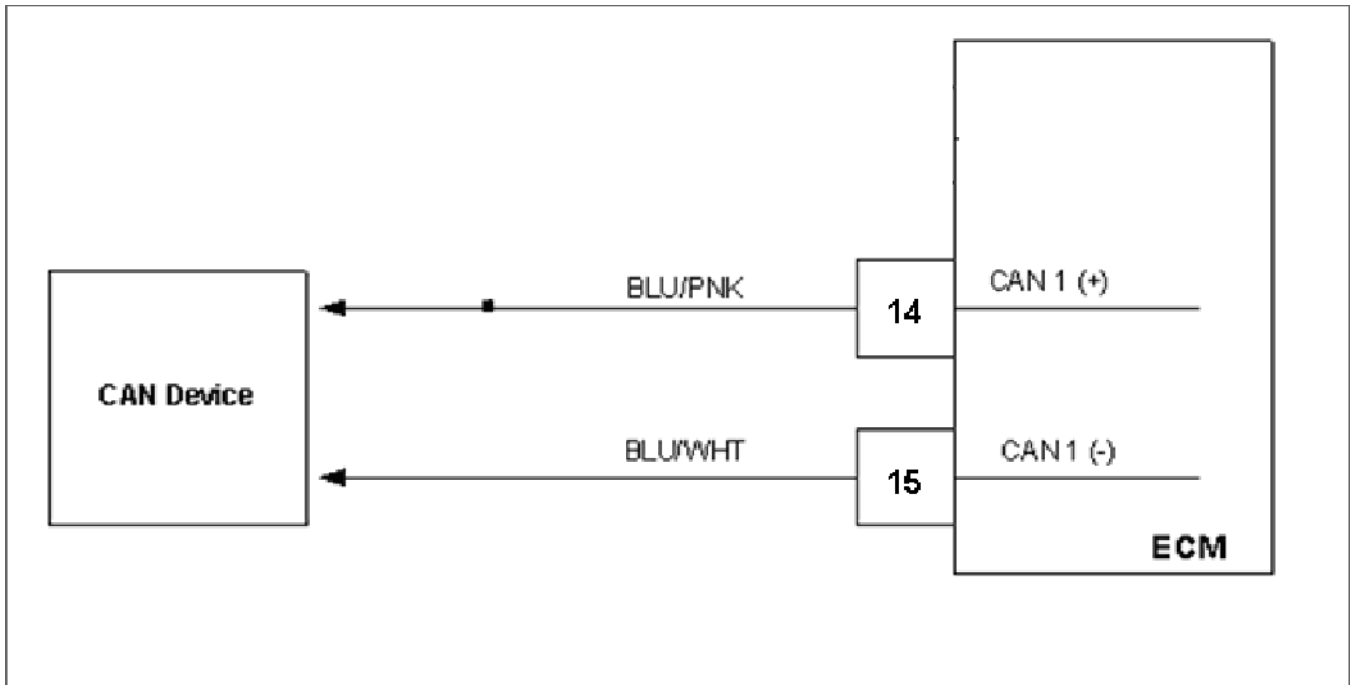 BLU/PNK
14
CAN 1 (+)
CAN Device
BLU/WHT
15
CAN 1 (-)
ECM